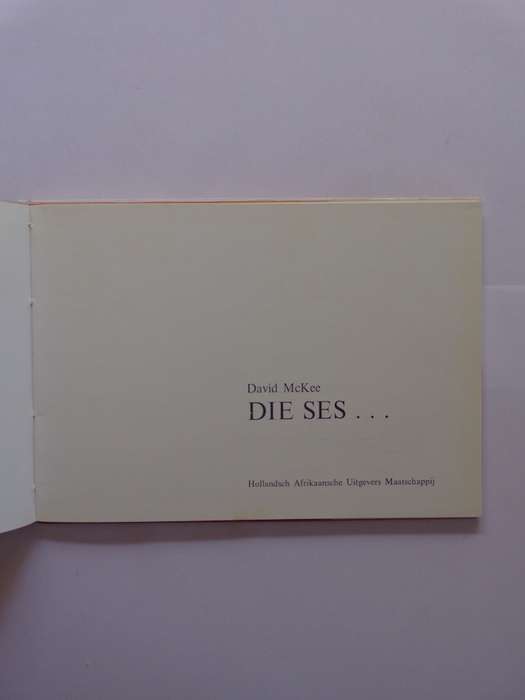 David McKee
DIE SES . . .
Hollandsch Afrikaansche Uitgevers Maatschappij